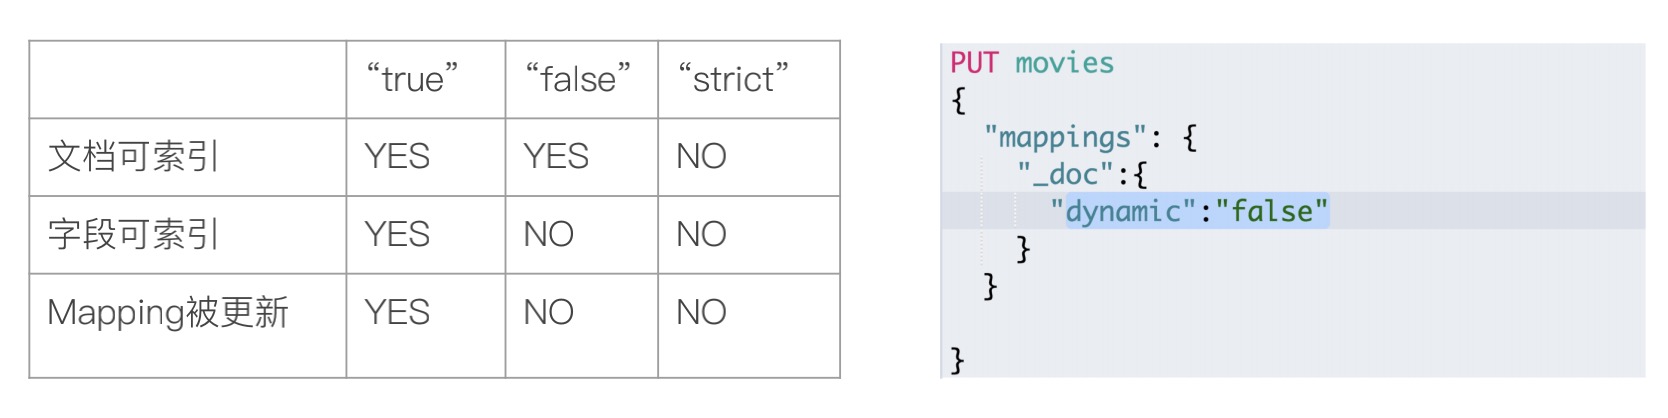 “true” “false” “strict”
文档可索引 YES YES NO
字段可索引 YES NO NO
Mapping被更新 YES NO NO
PUT movies
{
"mappings": {
"_doc":{
"dynamic":"false"
}
}
}